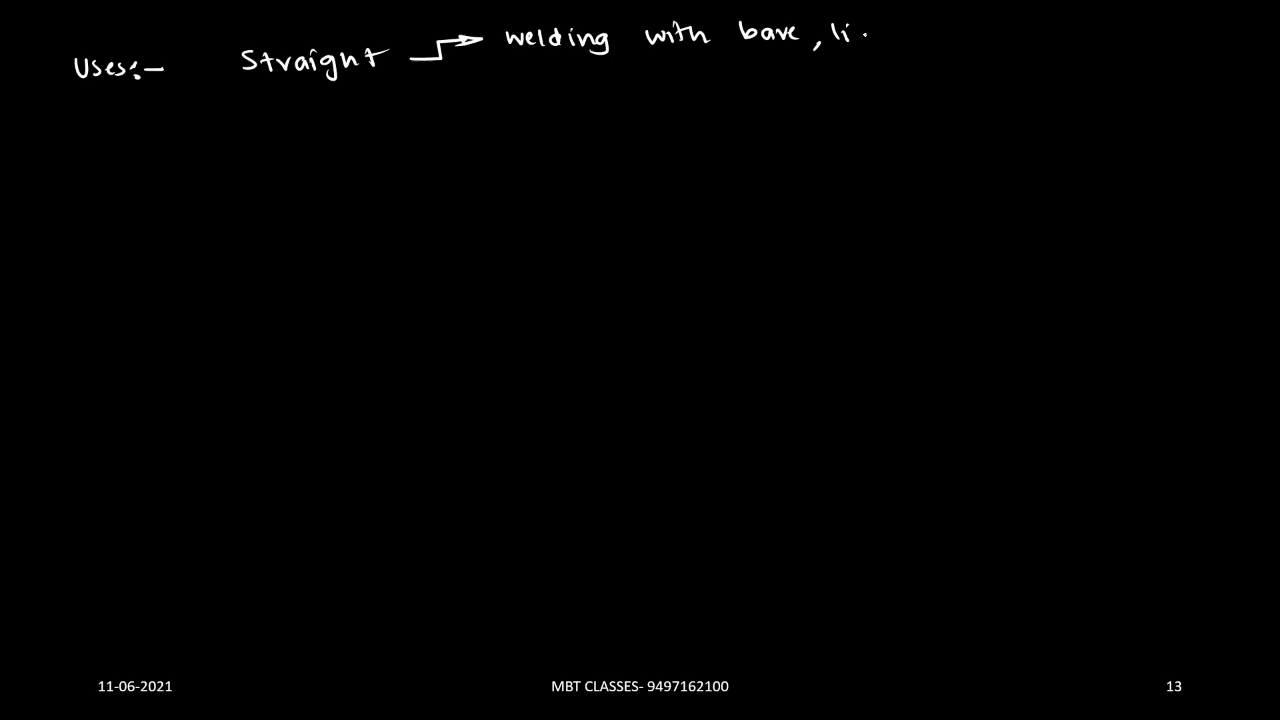 Uses:- Straight → welding with bare, li.
11-06-2021 MBT CLASSES- 9497162100 13